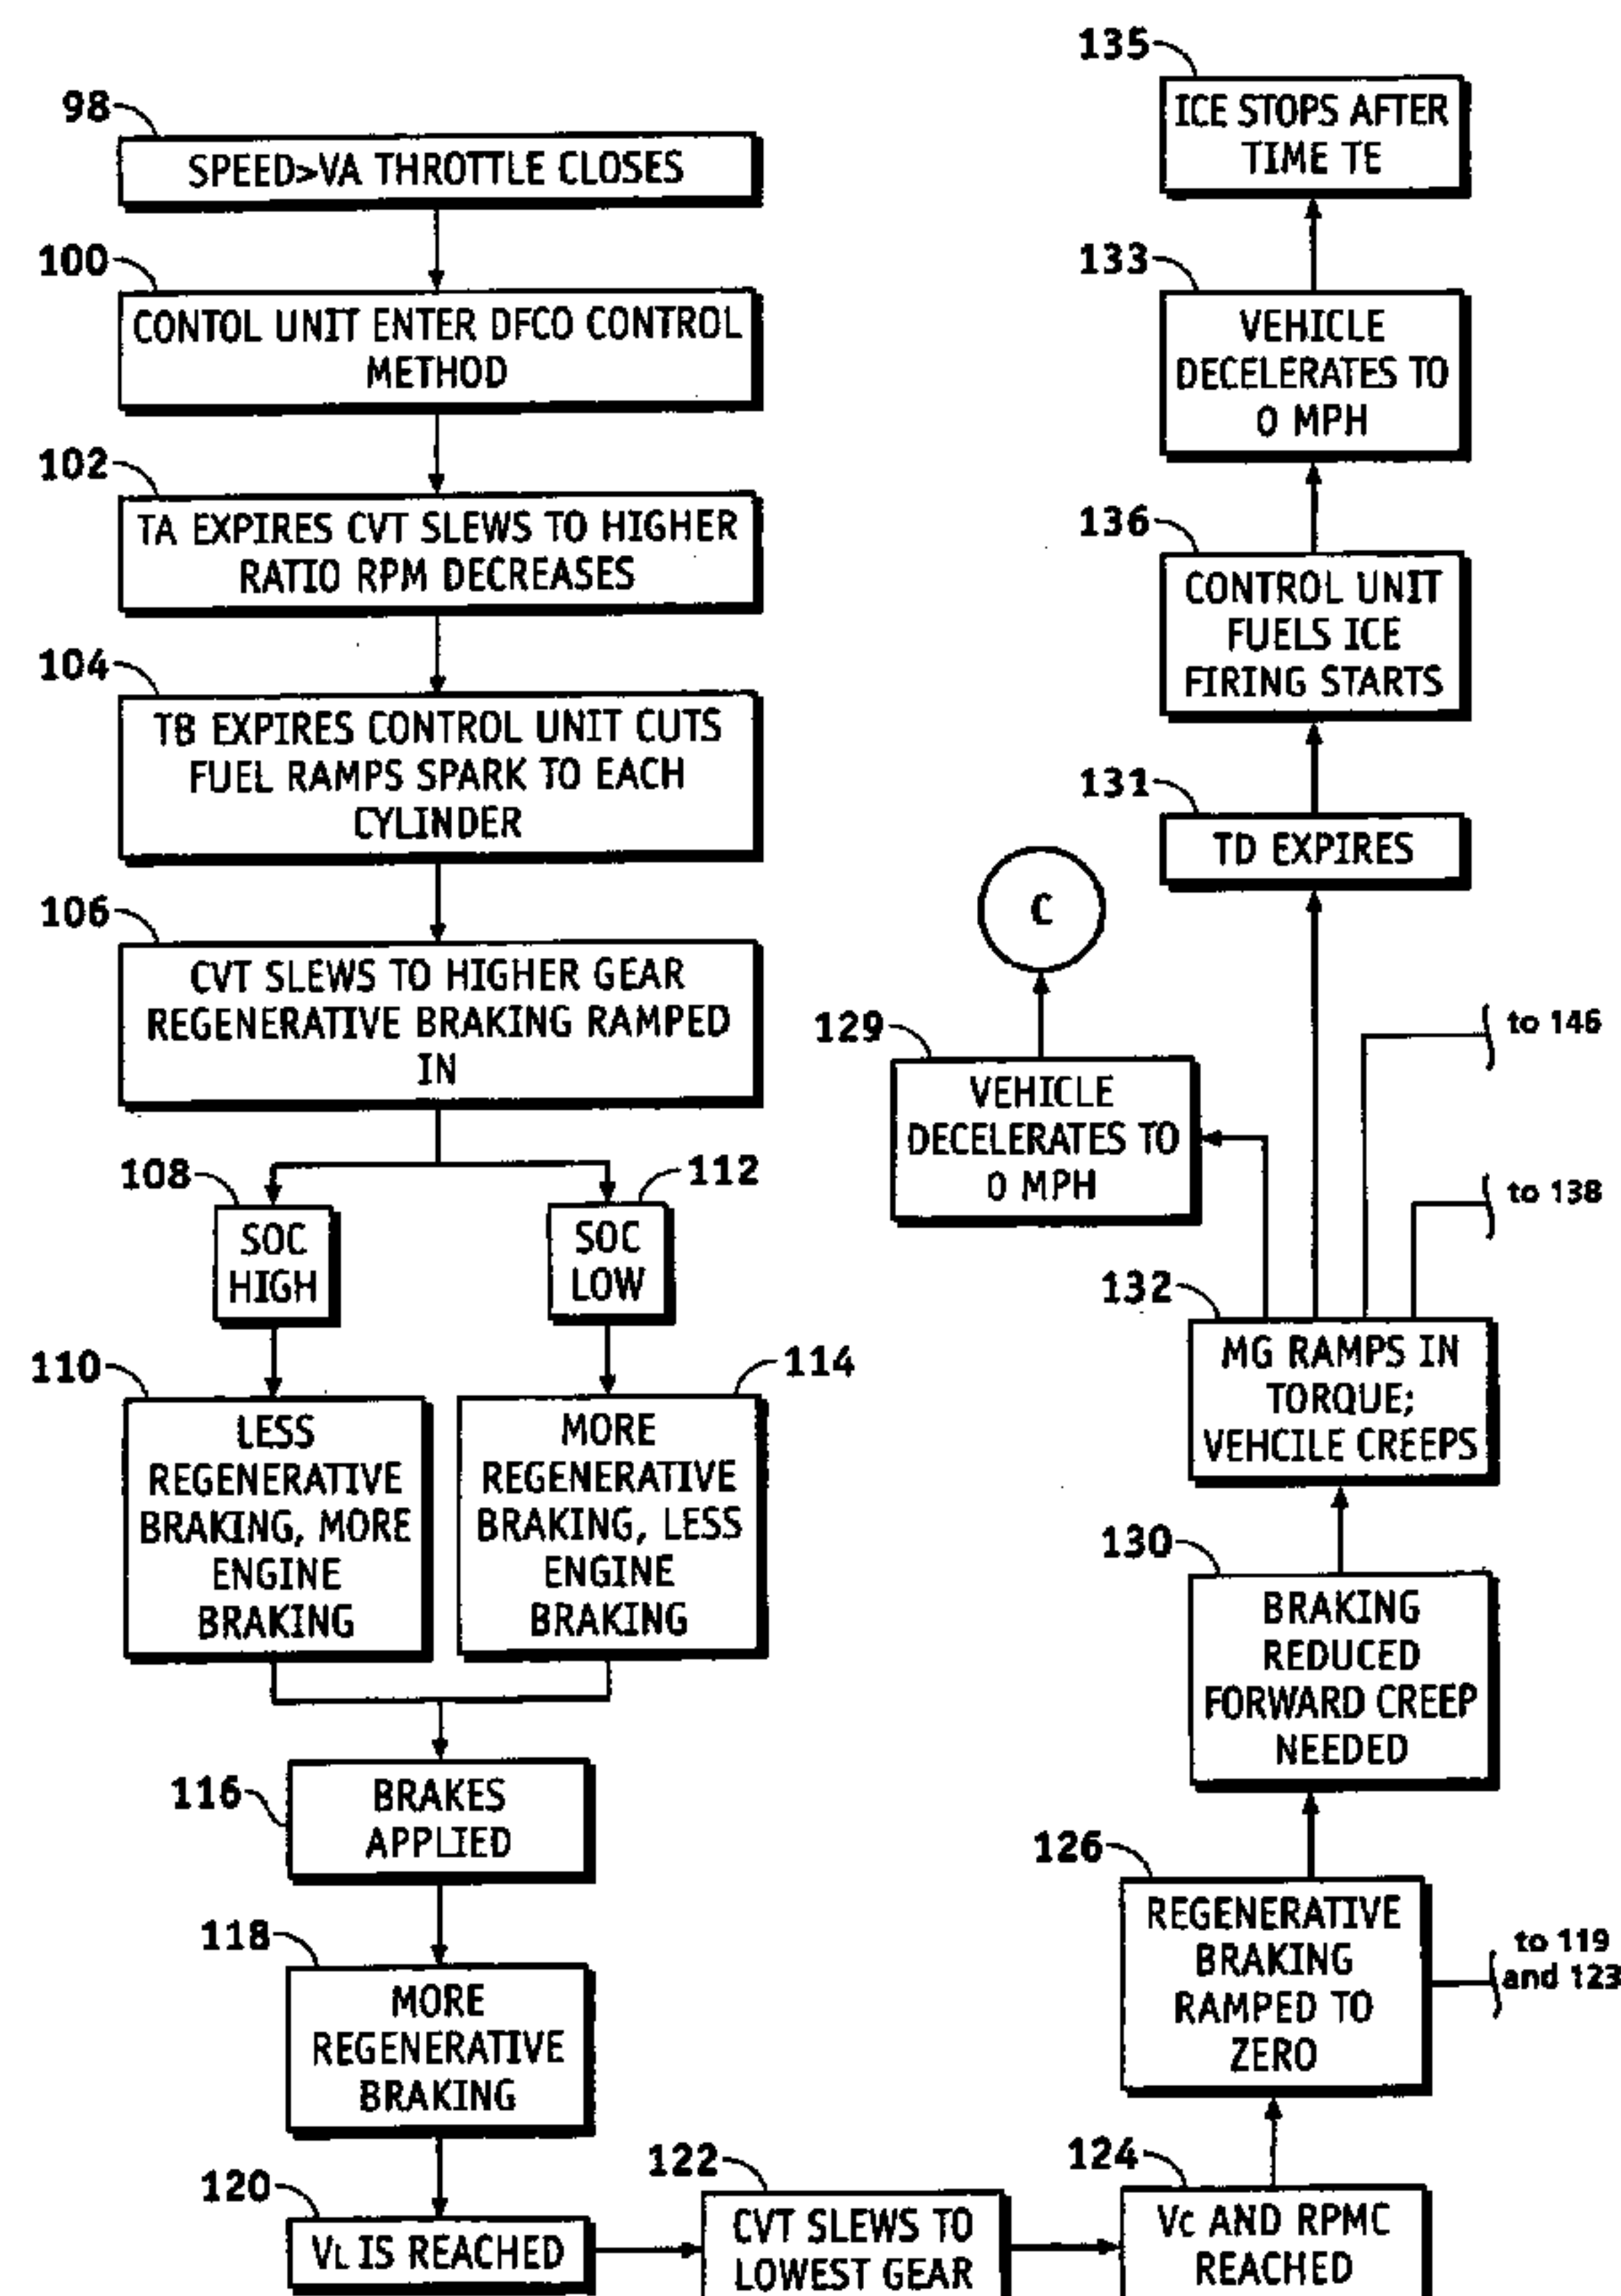 98
SPEED>VA THROTTLE CLOSES
100
CONTOL UNIT ENTER DFCO CONTROL
METHOD
102
TA EXPIRES CVT SLEWS TO HIGHER
RATIO RPM DECREASES
104
TB EXPIRES CONTROL UNIT CUTS
FUEL RAMPS SPARK TO EACH
CYLINDER
106
CVT SLEWS TO HIGHER GEAR
REGENERATIVE BRAKING RAMPED
IN
108
SOC
HIGH
112
SOC
LOW
110
LESS
REGENERATIVE
BRAKING, MORE
ENGINE
BRAKING
114
MORE
REGENERATIVE
BRAKING, LESS
ENGINE
BRAKING
116
BRAKES
APPLIED
118
MORE
REGENERATIVE
BRAKING
120
VL IS REACHED
122
CVT SLEWS TO
LOWEST GEAR
124
VC AND RPMC
REACHED
126
REGENERATIVE
BRAKING
RAMPED TO
ZERO
to 119
and 123
130
BRAKING
REDUCED
FORWARD CREEP
NEEDED
132
MG RAMPS IN
TORQUE;
VEHCILE CREEPS
to 138
to 146
129
VEHICLE
DECELERATES TO
0 MPH
C
131
TD EXPIRES
136
CONTROL UNIT
FUELS ICE
FIRING STARTS
133
VEHICLE
DECELERATES TO
0 MPH
135
ICE STOPS AFTER
TIME TE